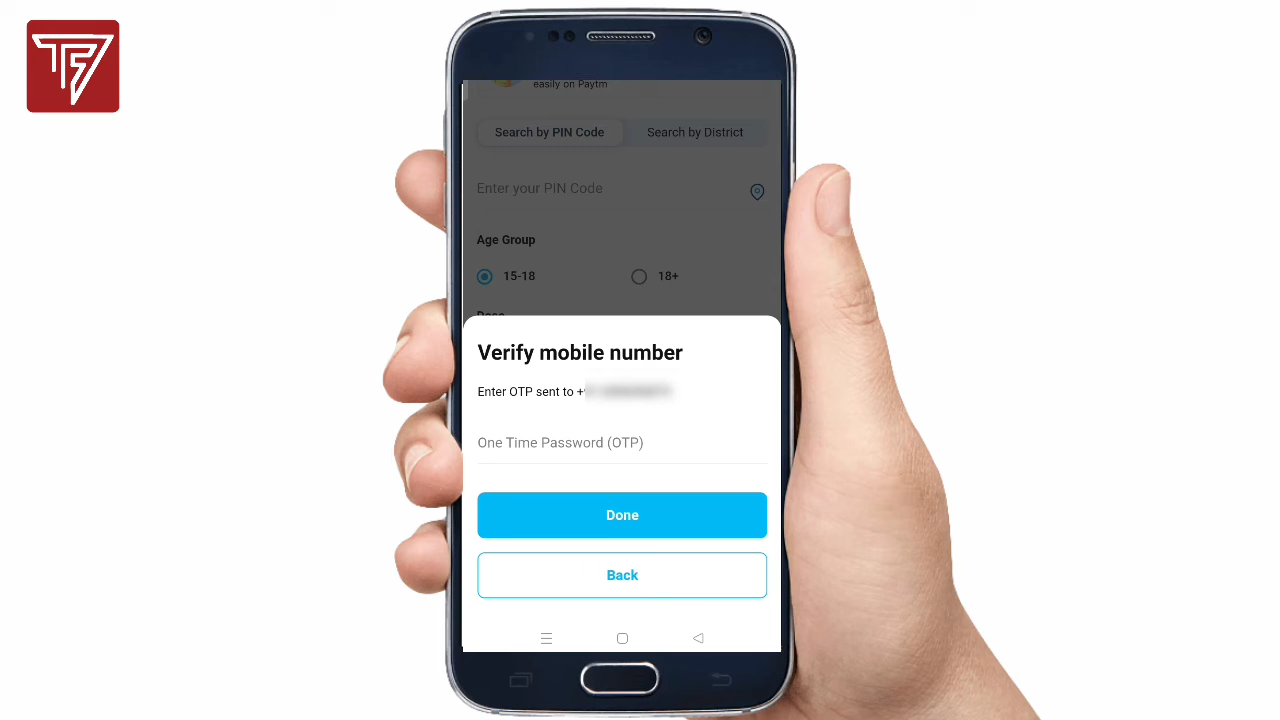 TF
easily on Paytm
Search by PIN Code Search by District
Enter your PIN Code
Age Group
15-18 18+
Verify mobile number
Enter OTP sent to +
One Time Password (OTP)
Done
Back